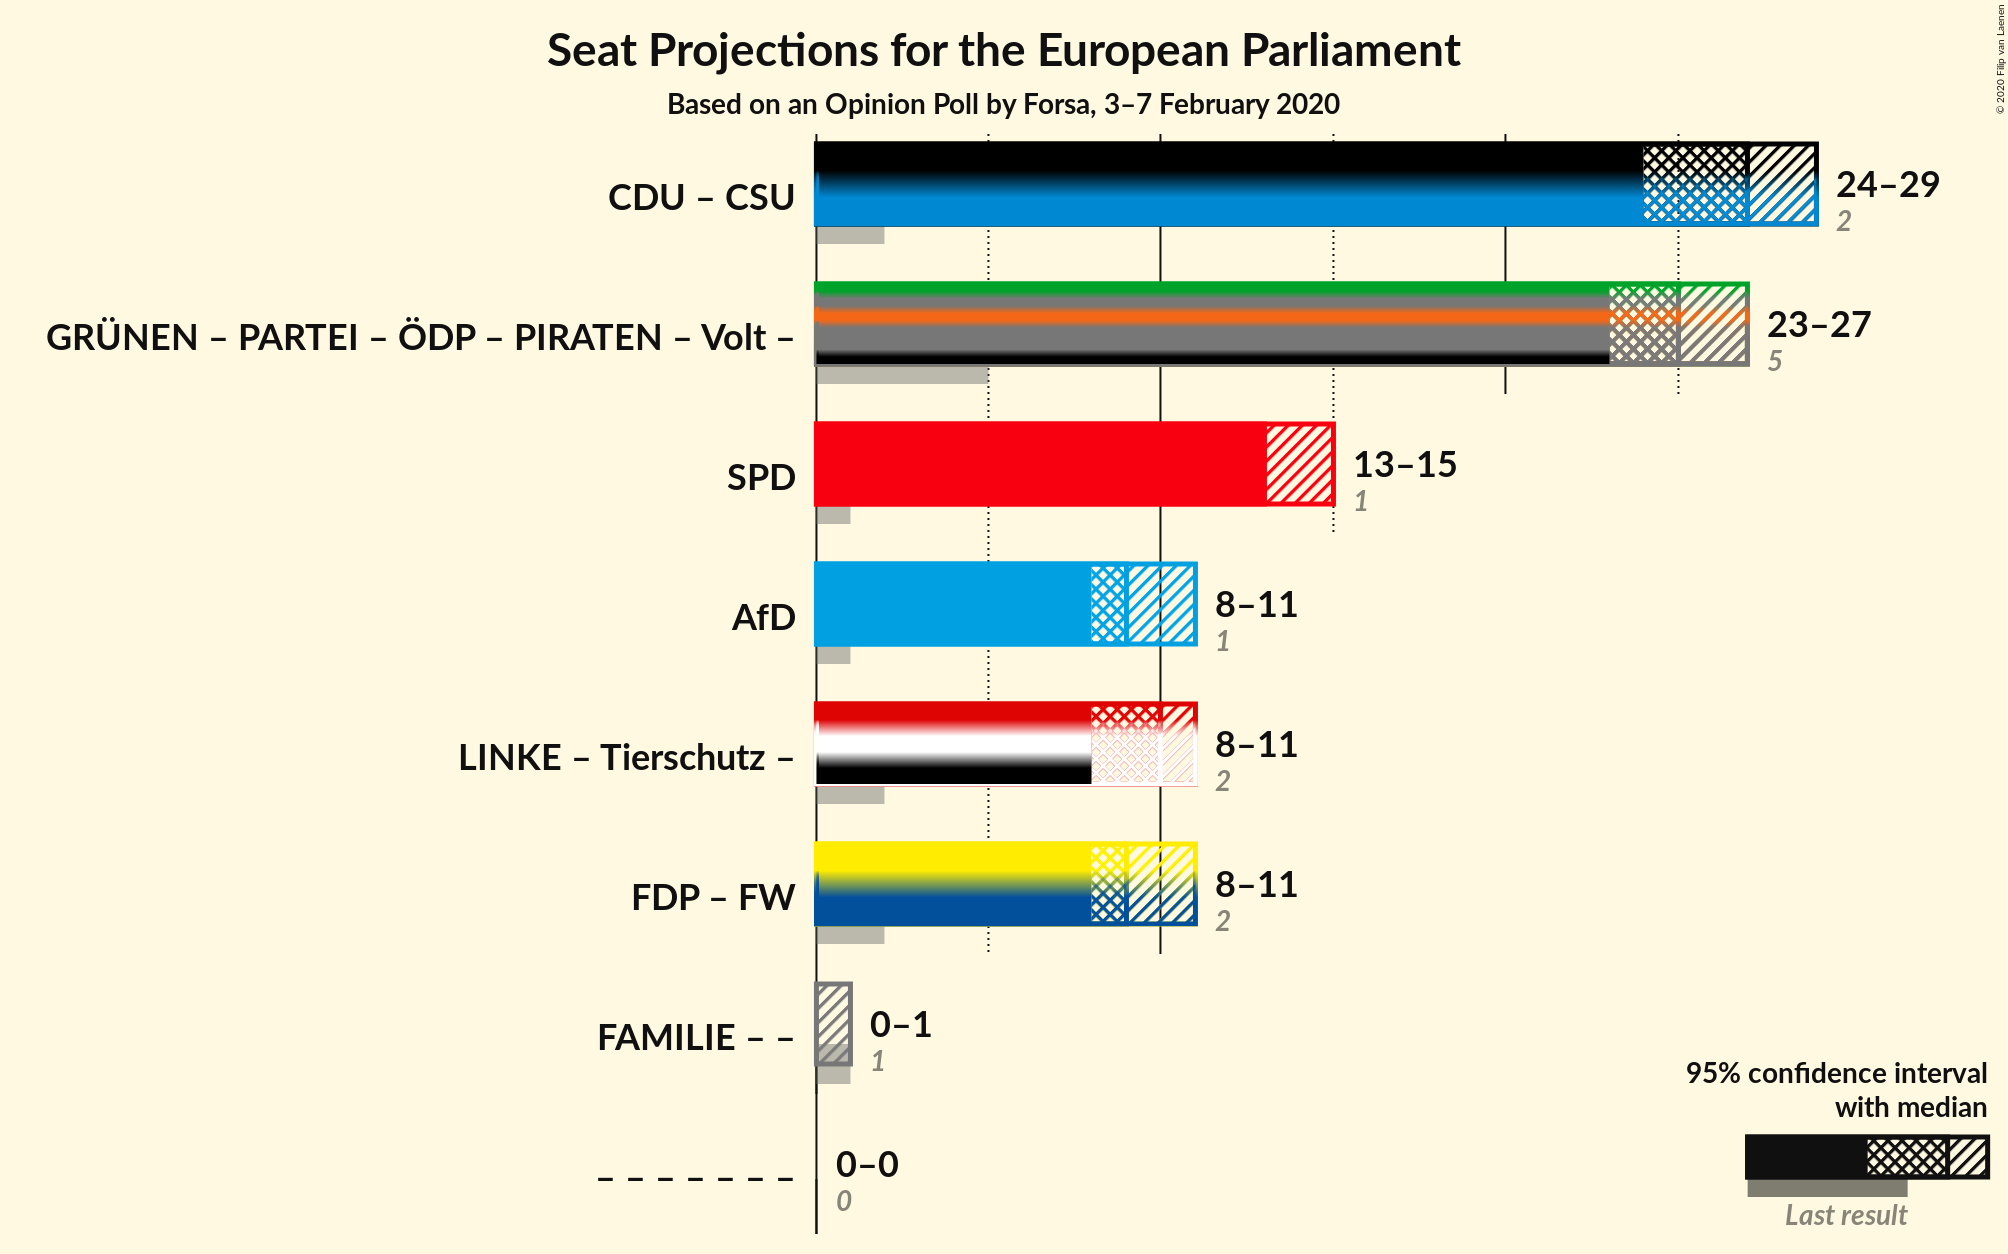 Seat Projections for the European Parliament
Based on an Opinion Poll by Forsa, 3–7 February 2020
© 2020 Filip van Laenen
CDU – CSU
24–29
2
GRÜNEN – PARTEI – ÖDP – PIRATEN – Volt –
23–27
5
SPD
13–15
1
AfD
8–11
1
LINKE – Tierschutz –
8–11
2
FDP – FW
8–11
2
FAMILIE – –
0–1
1
– – – – – – –
0–0
0
95% confidence interval
with median
Last result